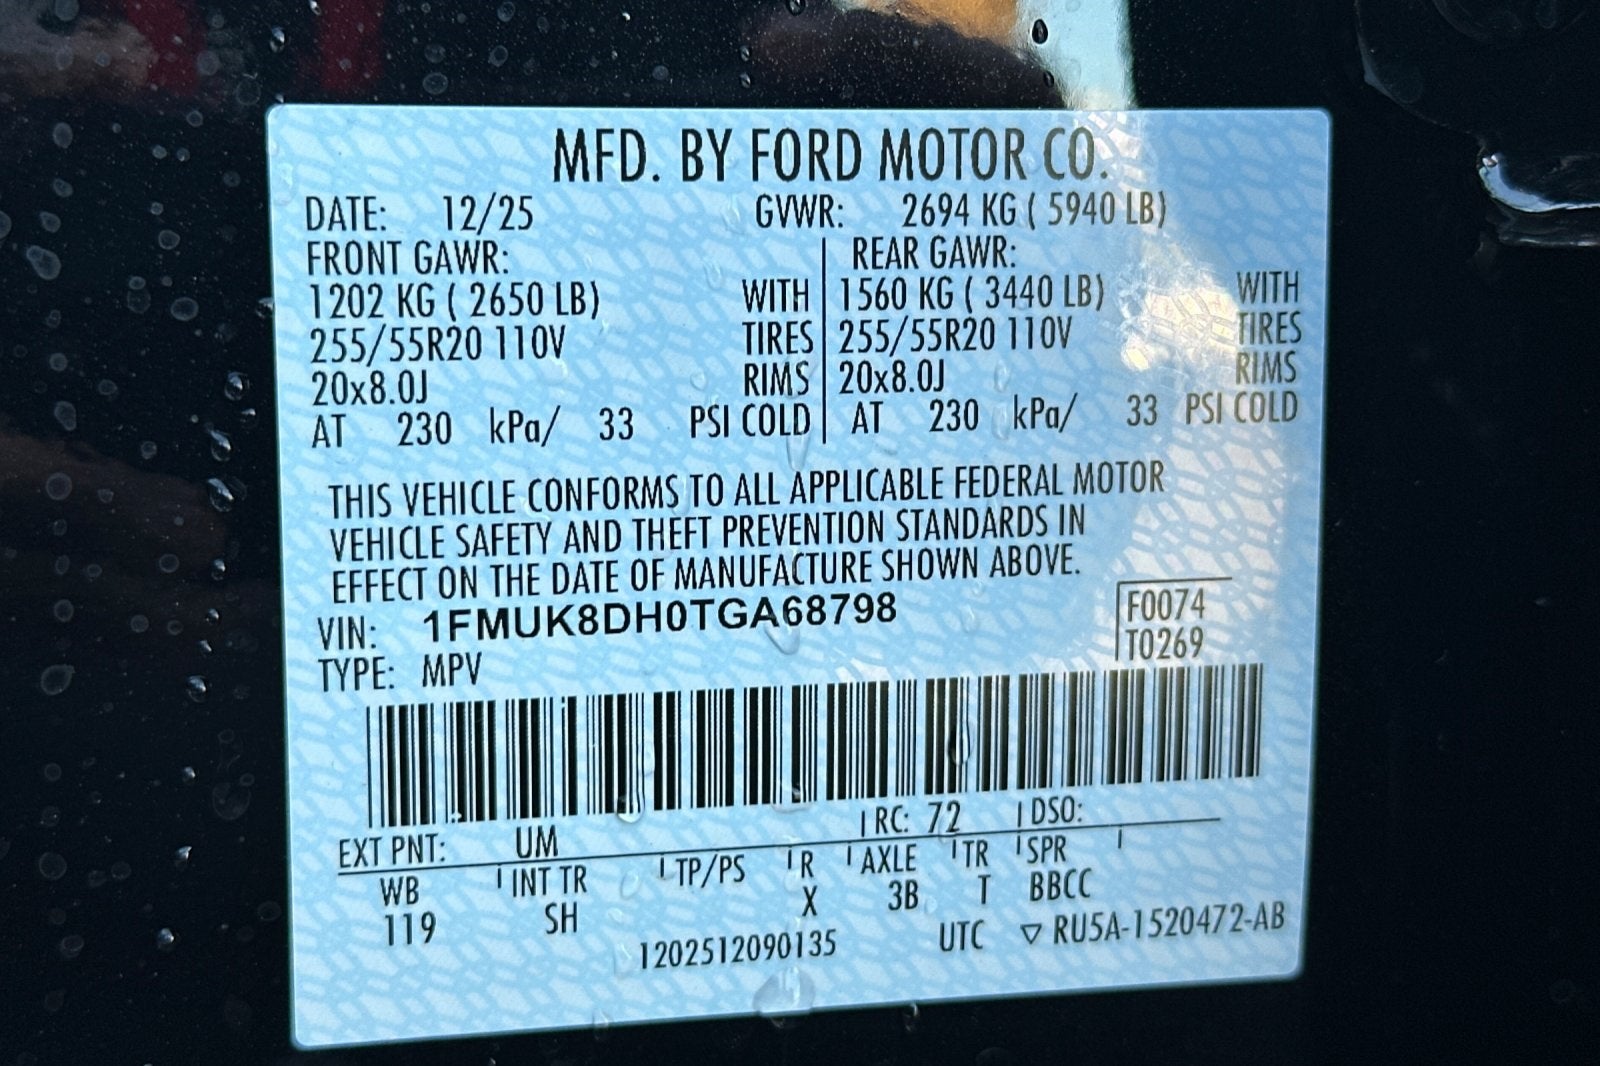 MFD. BY FORD MOTOR CO.
DATE: 12/25 GVWR: 2694 KG ( 5940 LB)
FRONT GAWR: REAR GAWR:
1202 KG ( 2650 LB) WITH 1560 KG ( 3440 LB) WITH
255/55R20 110V TIRES 255/55R20 110V TIRES
20x8.0J RIMS 20x8.0J RIMS
AT 230 kPa/ 33 PSI COLD AT 230 kPa/ 33 PSI COLD
THIS VEHICLE CONFORMS TO ALL APPLICABLE FEDERAL MOTOR
VEHICLE SAFETY AND THEFT PREVENTION STANDARDS IN
EFFECT ON THE DATE OF MANUFACTURE SHOWN ABOVE.
VIN: 1FMUK8DH0TGA68798 F0074
TYPE: MPV T0269
EXT PNT: UM RC: 72 DSO:
WB INT TR TP/PS R AXLE TR SPR
119 SH X 3B T BBCC
1202512090135 UTC ▽ RU5A-1520472-AB